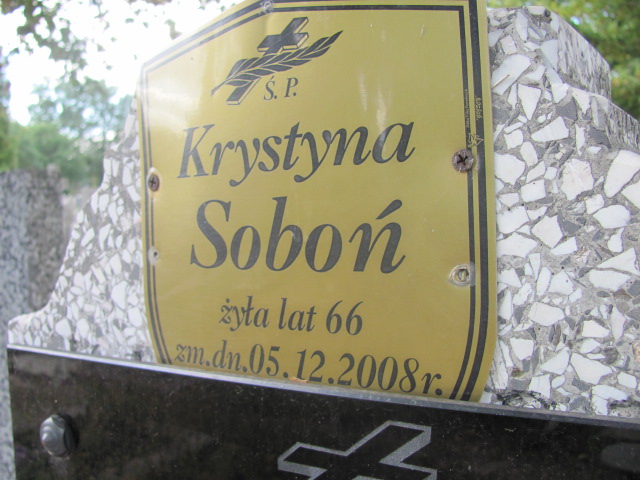 Ś. P.
Krystyna
Soboń
żyła lat 66
zm.dn.05.12.2008r.